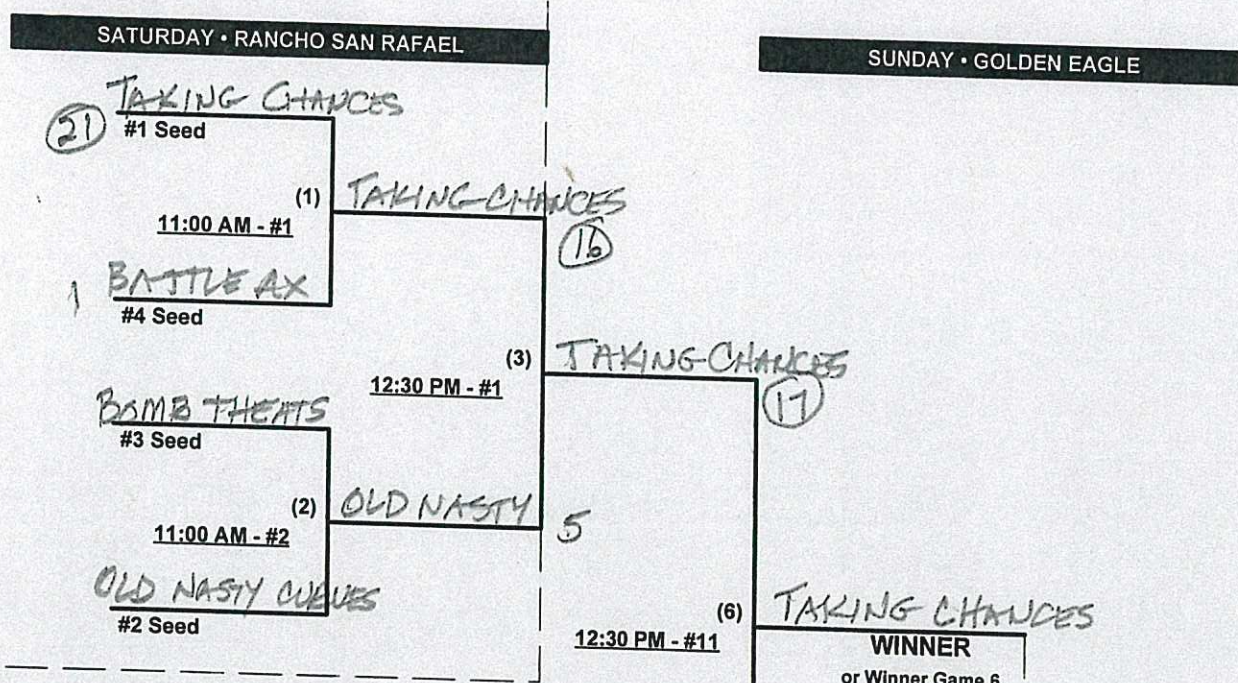 SATURDAY • RANCHO SAN RAFAEL
SUNDAY • GOLDEN EAGLE
TAKING CHANCES
21
#1 Seed
(1)
TAKING CHANCES
11:00 AM - #1
16
BATTLE AX
1
#4 Seed
(3)
TAKING CHANCES
12:30 PM - #1
17
BOMB THEATS
#3 Seed
(2)
OLD NASTY
5
11:00 AM - #2
OLD NASTY CURVES
#2 Seed
(6)
TAKING CHANCES
12:30 PM - #11
WINNER
or Winner Game 6